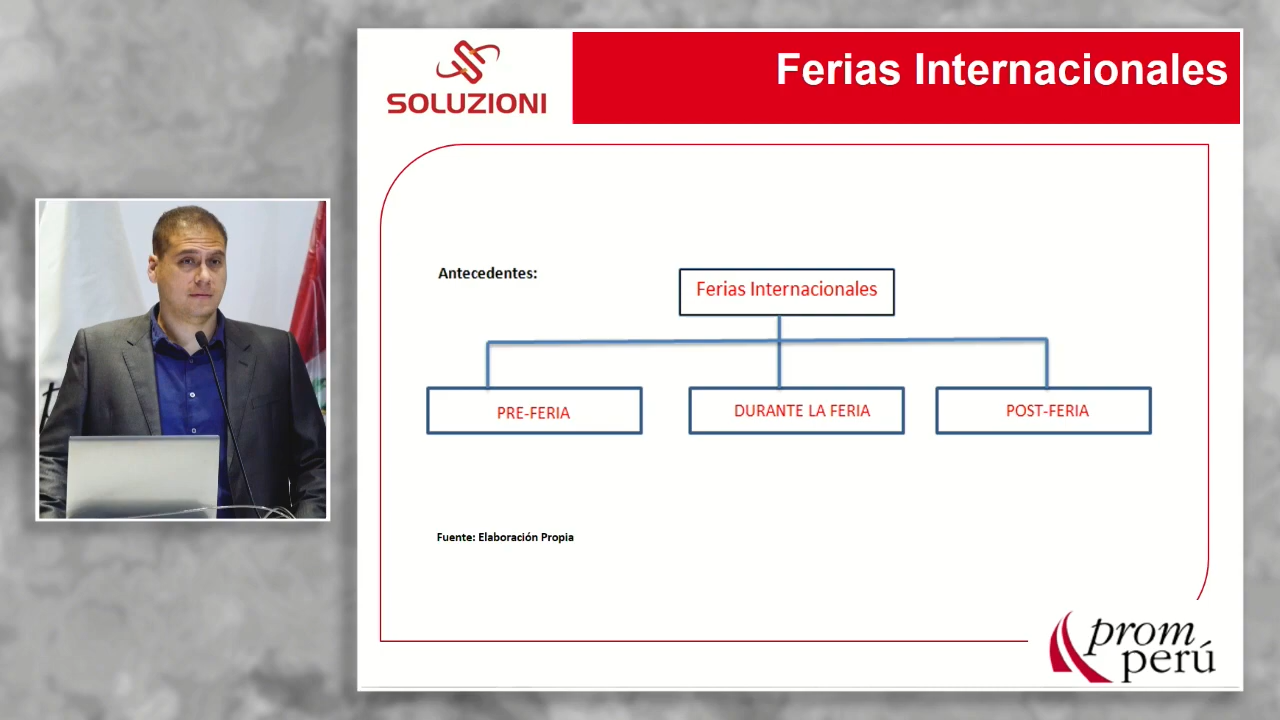 SOLUZIONI
Ferias Internacionales
Antecedentes:
Ferias Internacionales
PRE-FERIA
DURANTE LA FERIA
POST-FERIA
Fuente: Elaboración Propia
prom
perú